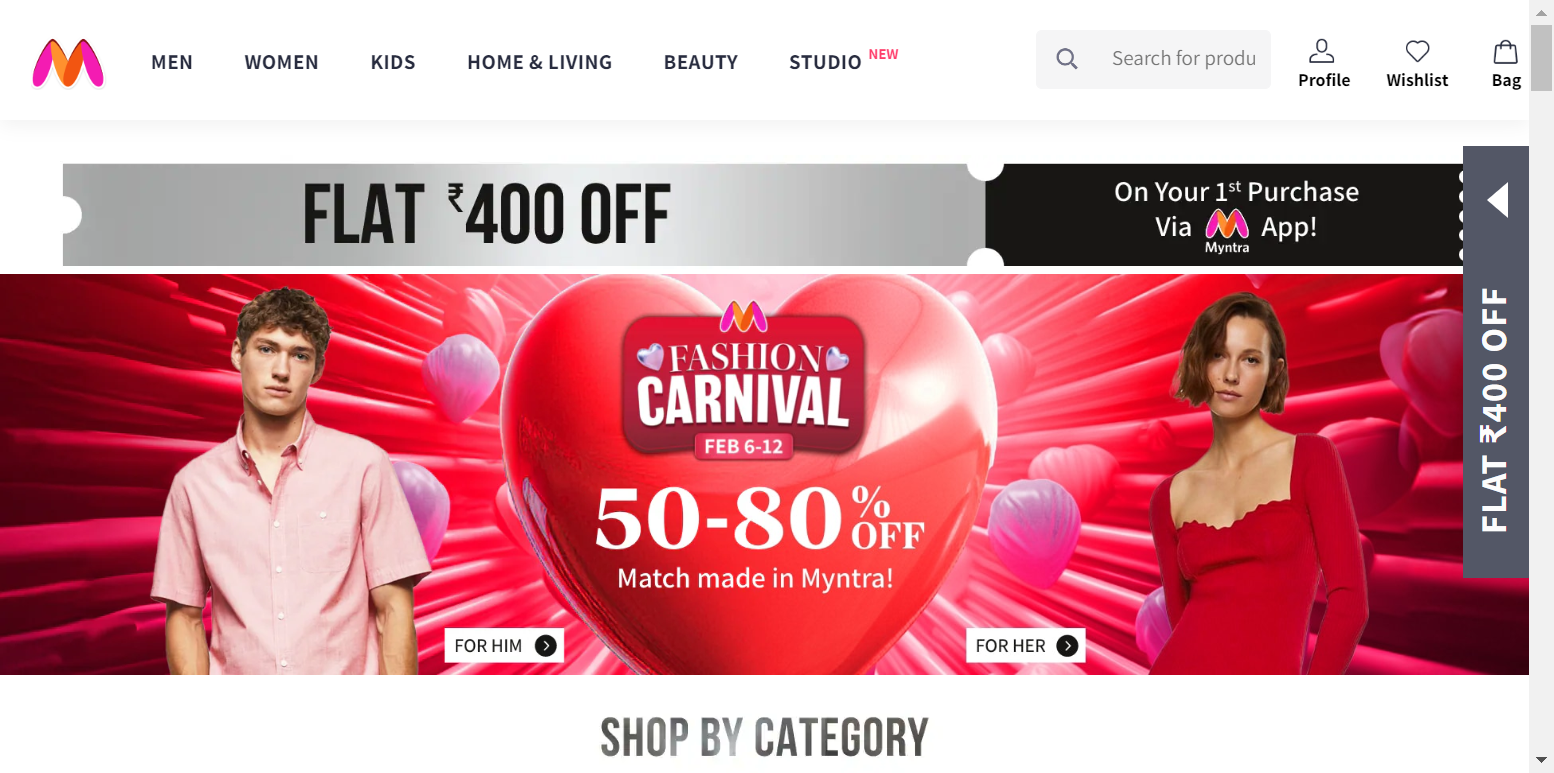 MEN WOMEN KIDS HOME & LIVING BEAUTY STUDIO NEW
Search for produ
Profile Wishlist Bag
FLAT ₹400 OFF
On Your 1st Purchase
Via Myntra App!
FLAT ₹400 OFF
FASHION
CARNIVAL
FEB 6-12
50-80% OFF
Match made in Myntra!
FOR HIM
FOR HER
SHOP BY CATEGORY